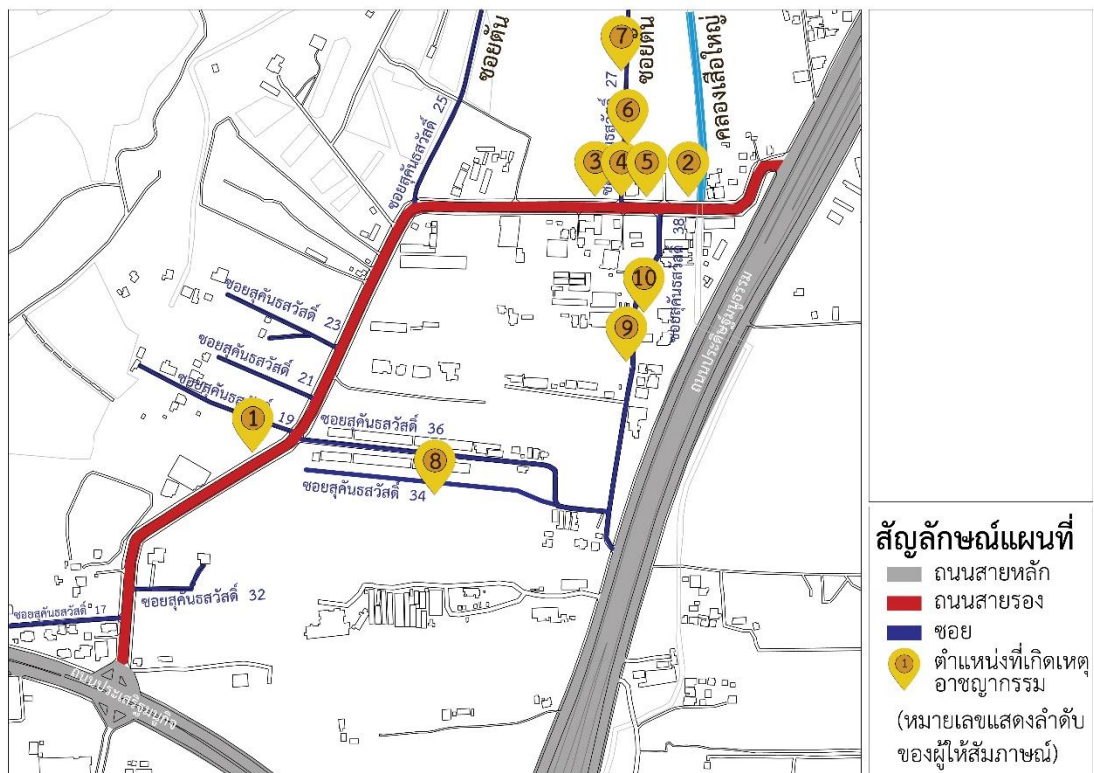 ซอยตัน
ซอยตัน
คลองเสือใหญ่
7
6
3
4
5
2
ซอยสุคันธสวัสดิ์ 25
ซอยสุคันธสวัสดิ์ 27
ซอยสุคันธสวัสดิ์ 38
10
9
ซอยสุคันธสวัสดิ์ 23
ซอยสุคันธสวัสดิ์ 21
ซอยสุคันธสวัสดิ์ 19
1
ซอยสุคันธสวัสดิ์ 36
8
ซอยสุคันธสวัสดิ์ 34
ซอยสุคันธสวัสดิ์ 32
ซอยสุคันธสวัสดิ์ 17
ถนนประเสริฐมนูกิจ
ถนนประดิษฐ์มนูธรรม
สัญลักษณ์แผนที่
ถนนสายหลัก
ถนนสายรอง
ซอย
1
ตำแหน่งที่เกิดเหตุ
อาชญากรรม
(หมายเลขแสดงลำดับ
ของผู้ให้สัมภาษณ์)